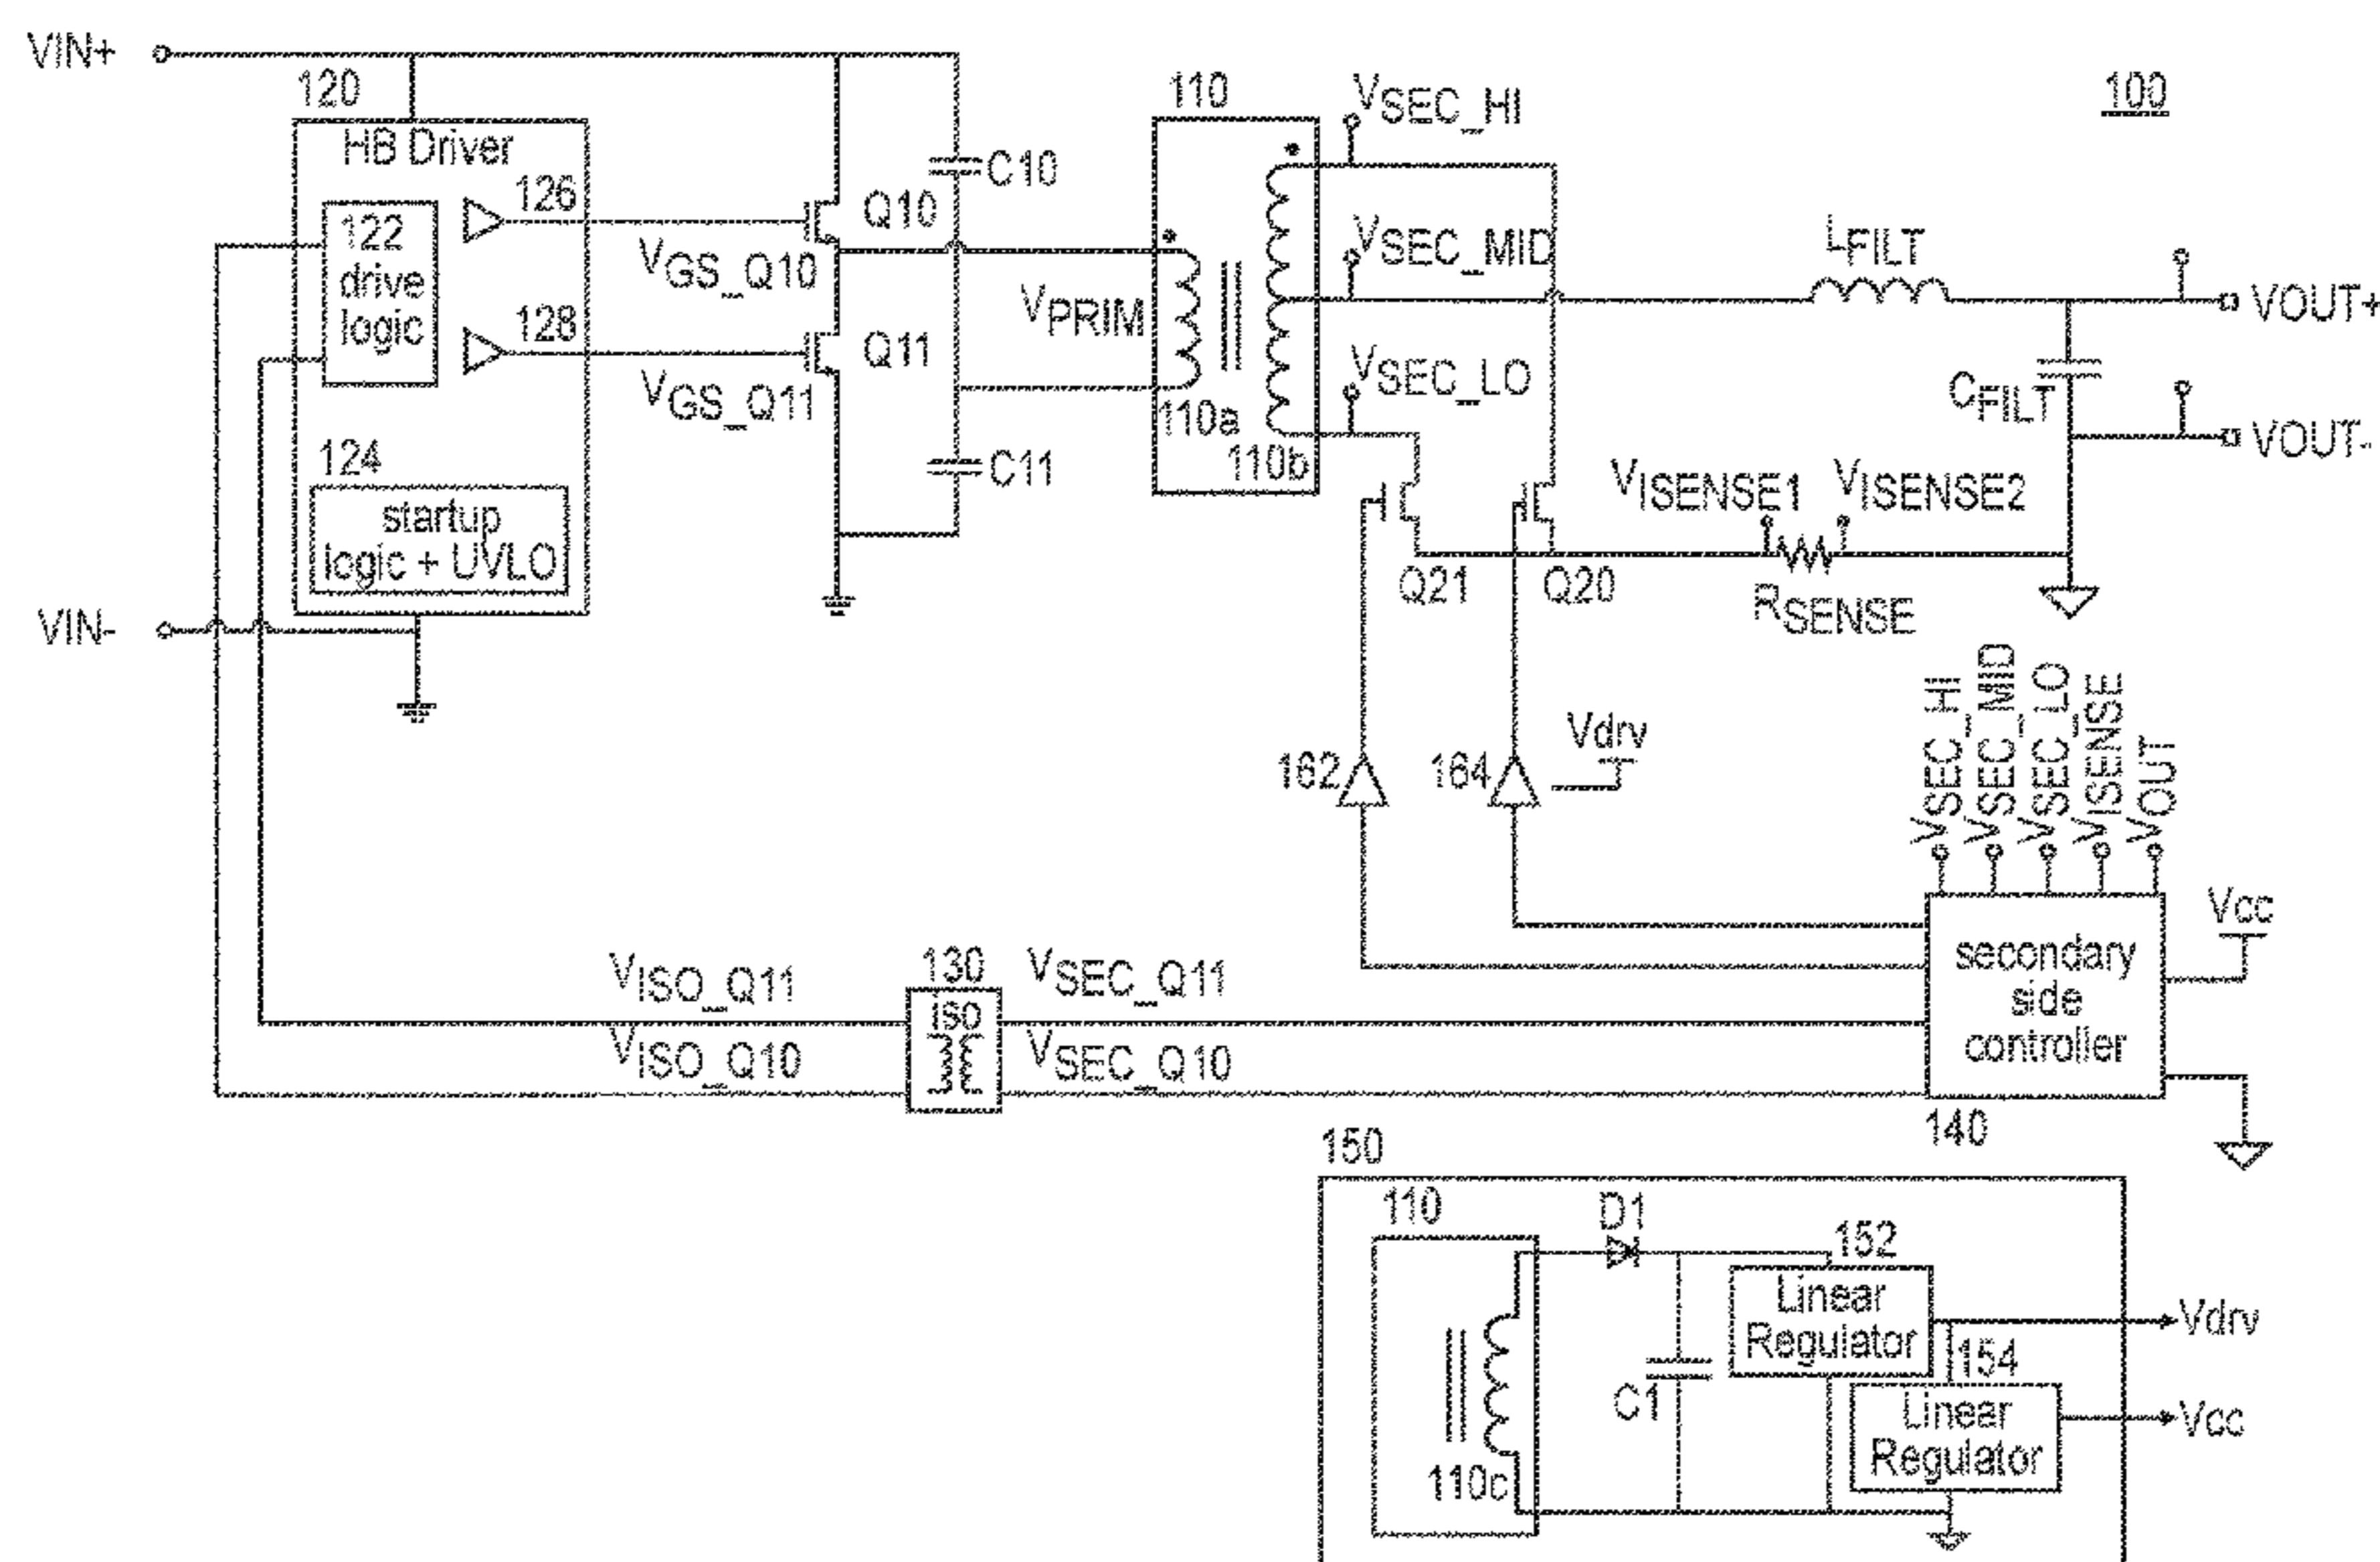 VIN+
120
HB Driver
126
122
drive
logic
128
124
startup
logic + UVLO
VIN-
VGS_Q10
VGS_Q11
Q10
Q11
C10
C11
VPRIM
110
110a
110b
VSEC_HI
VSEC_MID
VSEC_LO
100
LFILT
CFILT
VOUT+
VOUT-
VISENSE1
VISENSE2
RSENSE
Q21
Q20
162
164
Vdrv
VSEC_HI
VSEC_MID
VSEC_LO
VISENSE
VOUT
Vcc
secondary
side
controller
140
VISO_Q11
VISO_Q10
130
iso
VSEC_Q11
VSEC_Q10
150
110
110c
D1
C1
152
Linear
Regulator
154
Linear
Regulator
Vdrv
Vcc